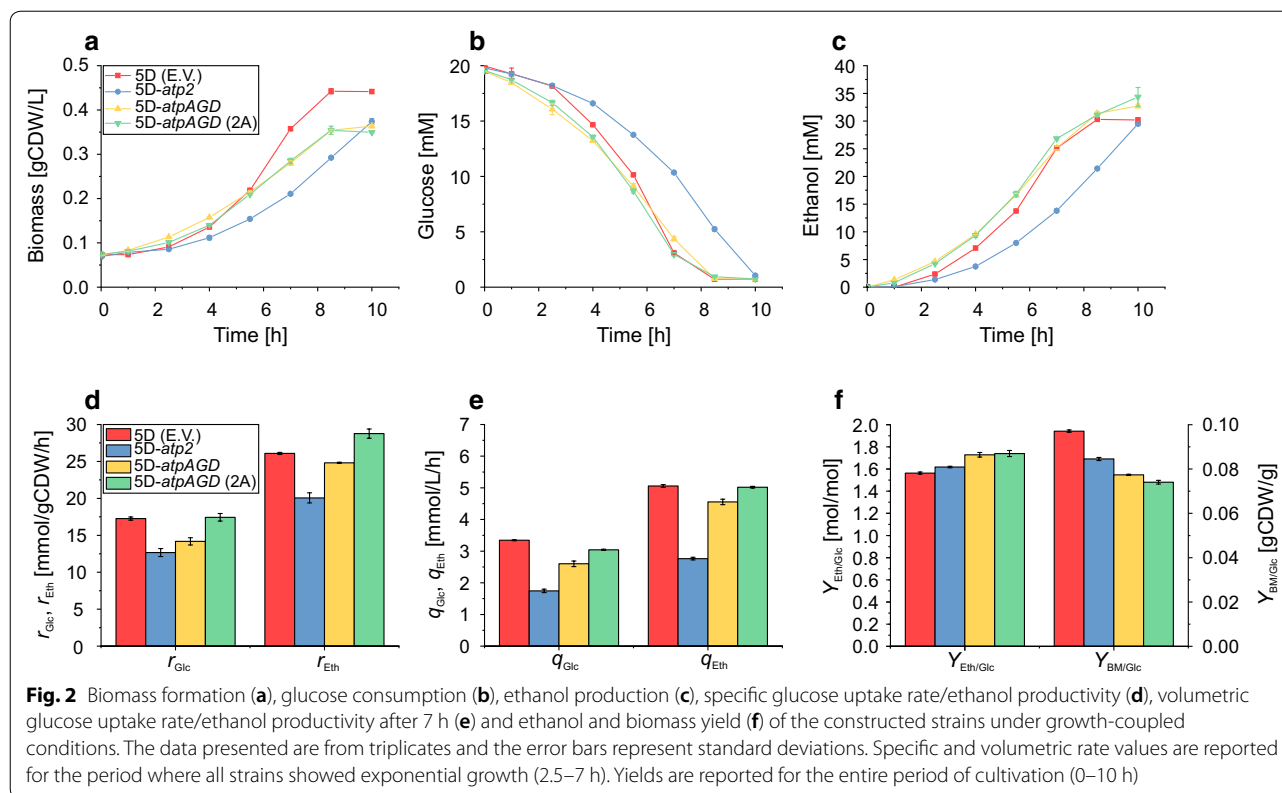 a
Biomass [gCDW/L]
0.5
0.4
0.3
0.2
0.1
0.0
5D (E.V.)
5D-atp2
5D-atpAGD
5D-atpAGD (2A)
0 2 4 6 8 10
Time [h]
b
Glucose [mM]
20
15
10
5
0
0 2 4 6 8 10
Time [h]
c
Ethanol [mM]
40
35
30
25
20
15
10
5
0
0 2 4 6 8 10
Time [h]
d
rGlc, rEth [mmol/gCDW/h]
30
25
20
15
10
5
0
5D (E.V.)
5D-atp2
5D-atpAGD
5D-atpAGD (2A)
rGlc rEth
e
qGlc, qEth [mmol/L/h]
7
6
5
4
3
2
1
0
qGlc qEth
f
YEth/Glc [mol/mol]
2.0
1.8
1.6
1.4
1.2
1.0
0.8
0.6
0.4
0.2
0.0
YEth/Glc YBM/Glc
0.10
0.08
0.06
0.04
0.02
0.00
YBM/Glc [gCDW/g]
Fig. 2 Biomass formation (a), glucose consumption (b), ethanol production (c), specific glucose uptake rate/ethanol productivity (d), volumetric
glucose uptake rate/ethanol productivity after 7 h (e) and ethanol and biomass yield (f) of the constructed strains under growth-coupled
conditions. The data presented are from triplicates and the error bars represent standard deviations. Specific and volumetric rate values are reported
for the period where all strains showed exponential growth (2.5–7 h). Yields are reported for the entire period of cultivation (0–10 h)